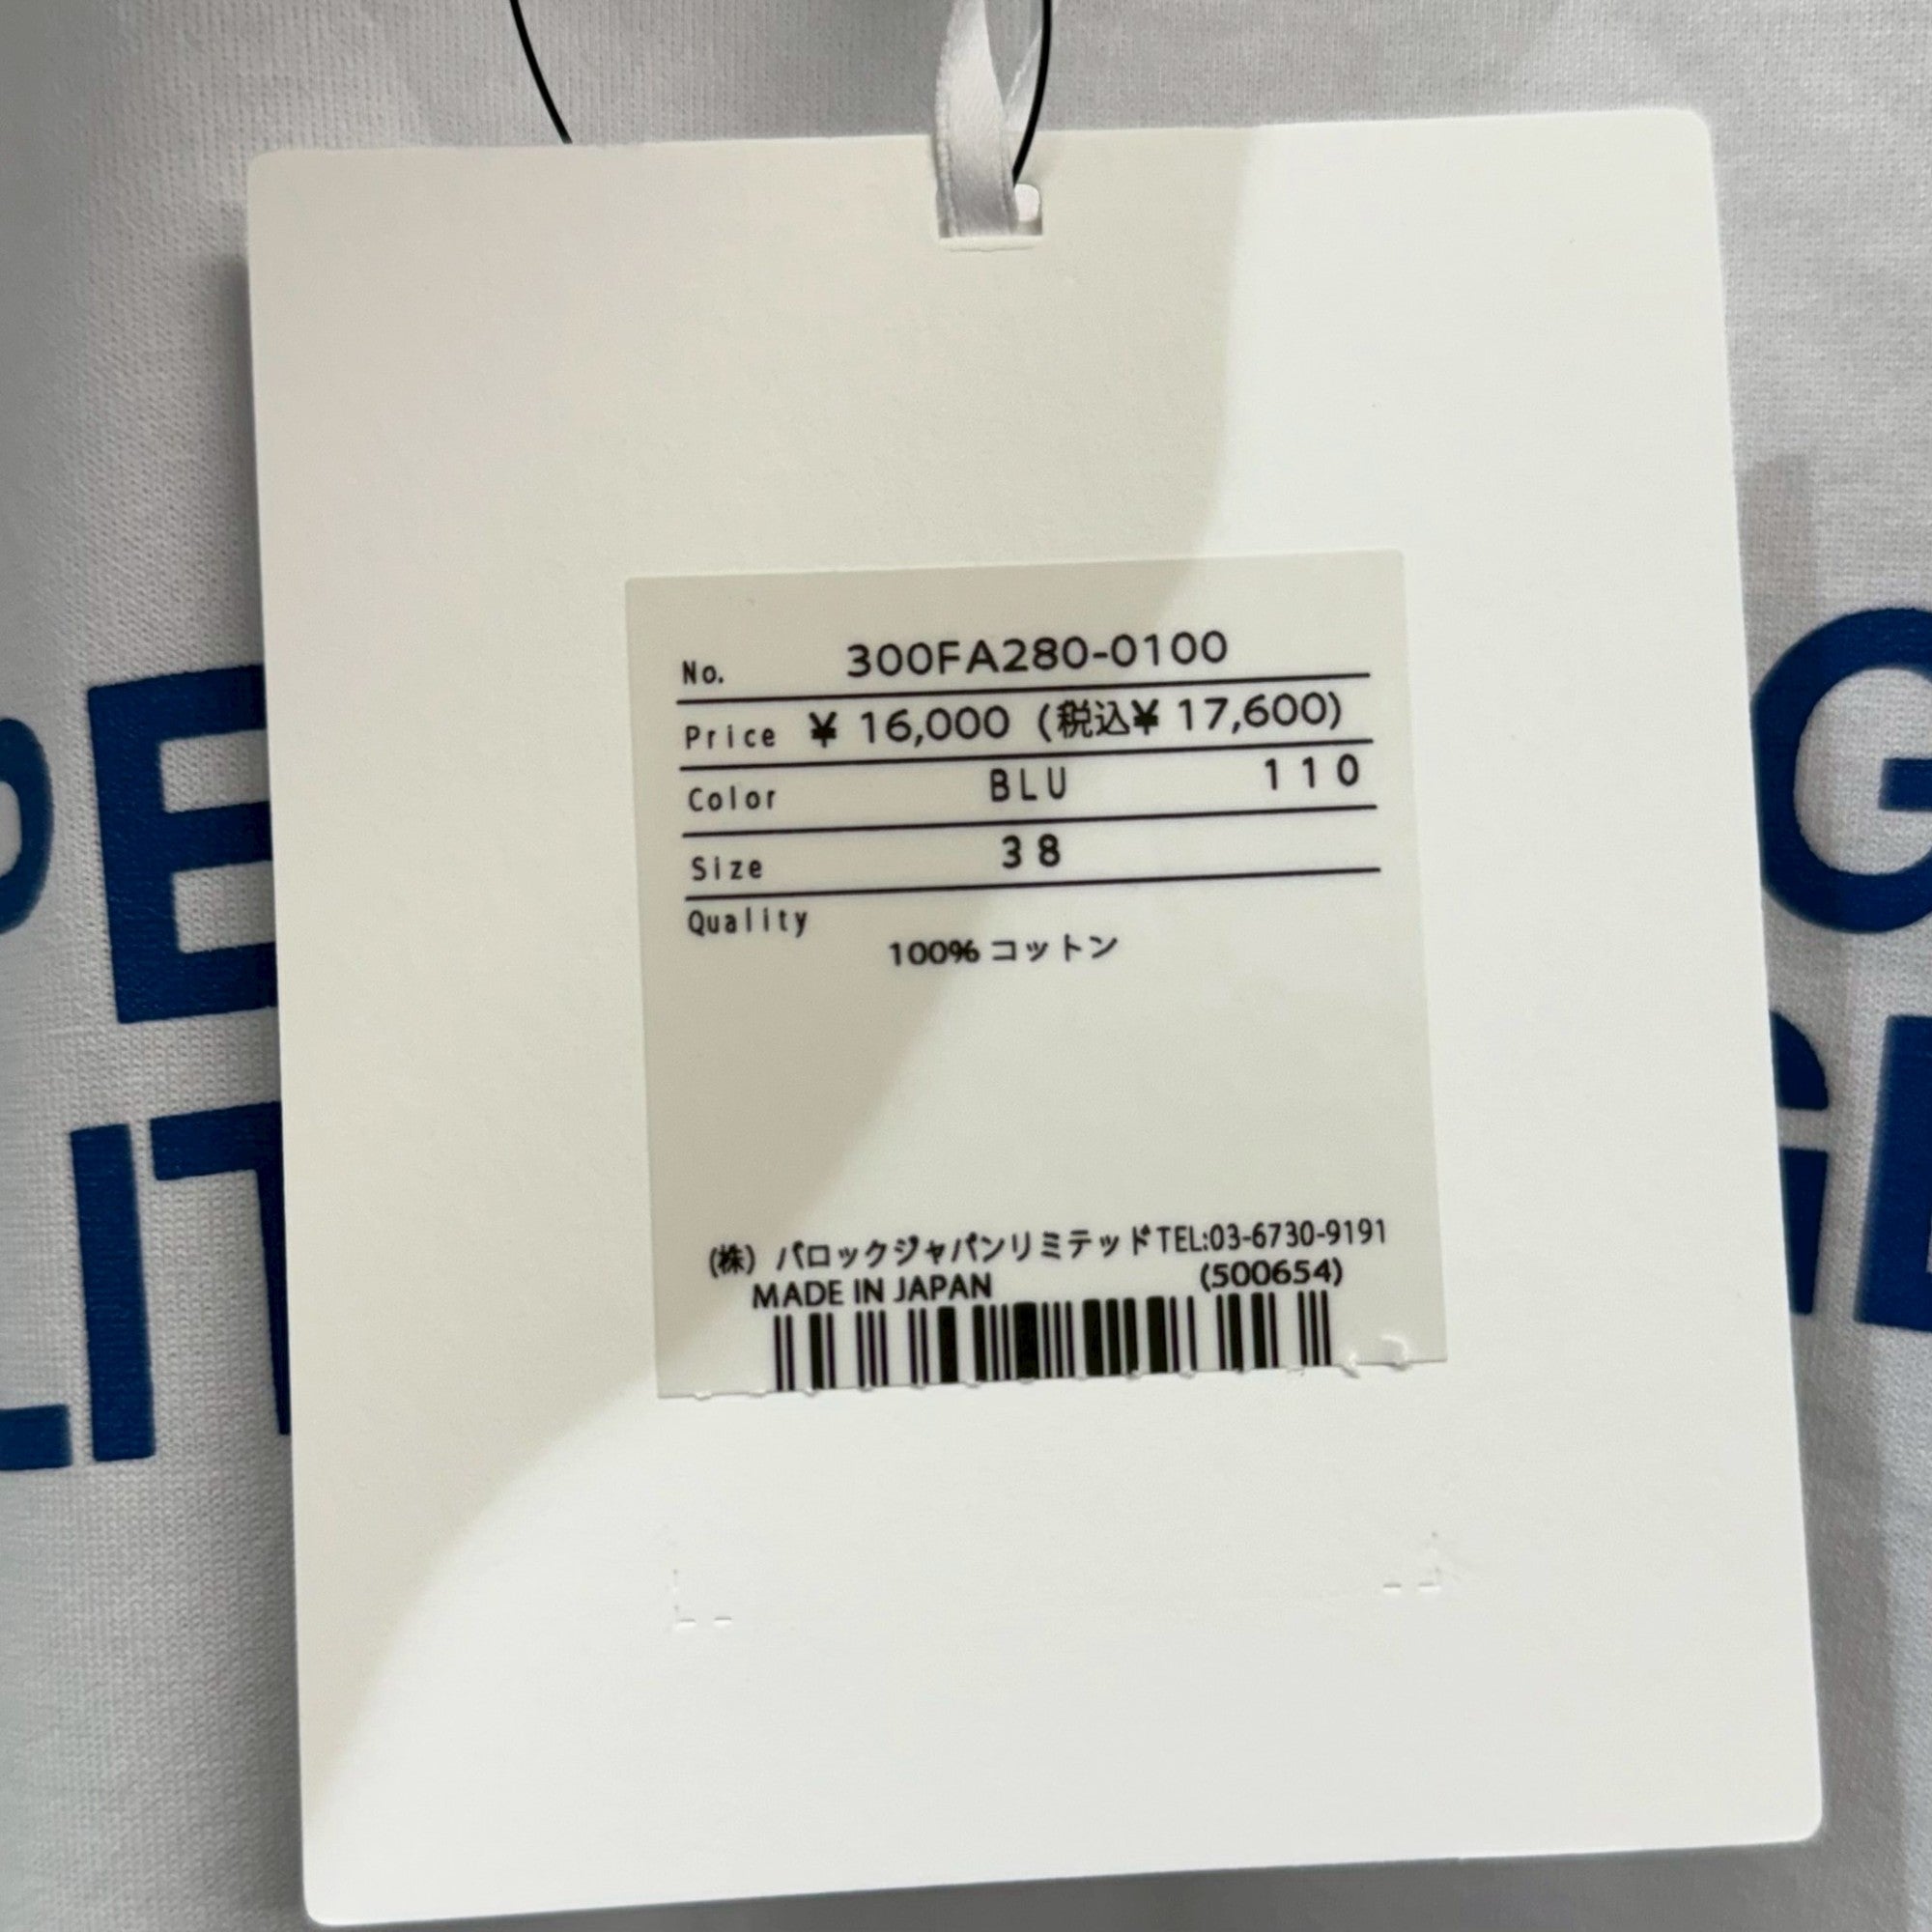 No. 300FA280-0100
Price ¥ 16,000 (税込¥ 17,600)
Color BLU 110
Size 38
Quality
100% コットン
(株) バロックジャパンリミテッド TEL:03-6730-9191
MADE IN JAPAN (500654)